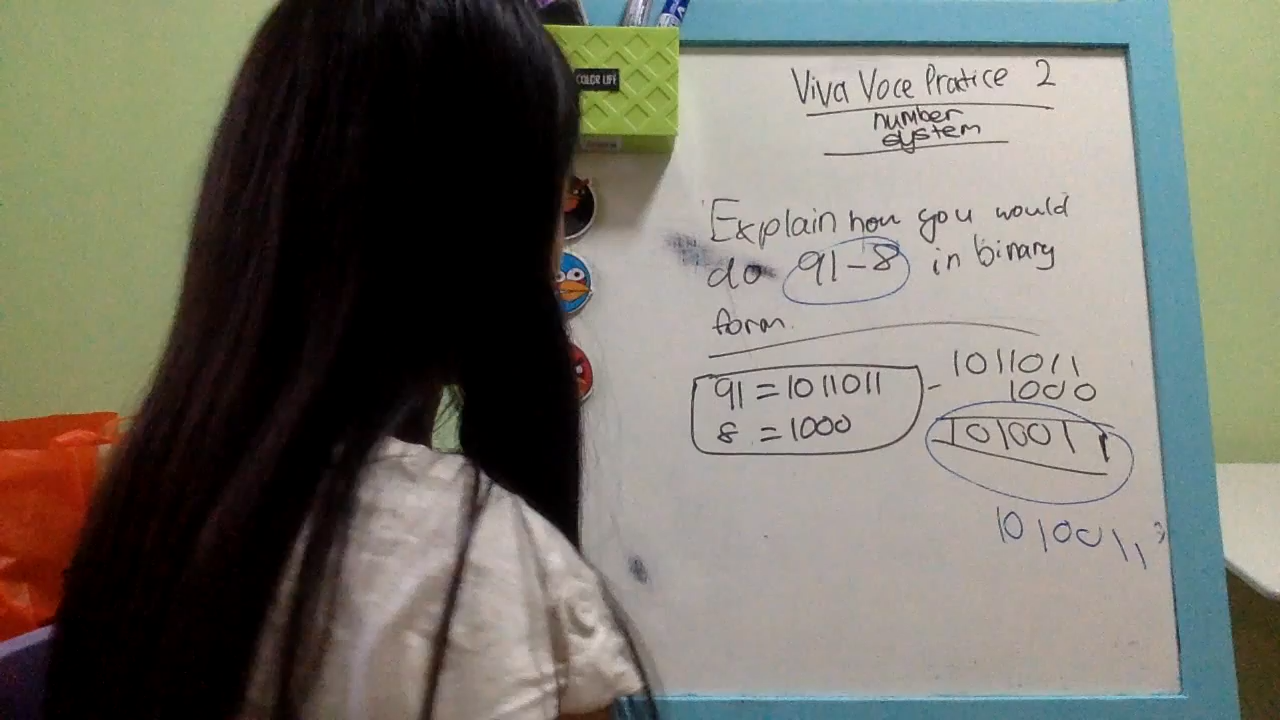 COLOR LIFE
Viva Voce Pratice 2
number
system
Explain how you would
do 91-8 in binary
form.
91 = 1011011
8 = 1000
- 1011011
1000
1010011
1010011